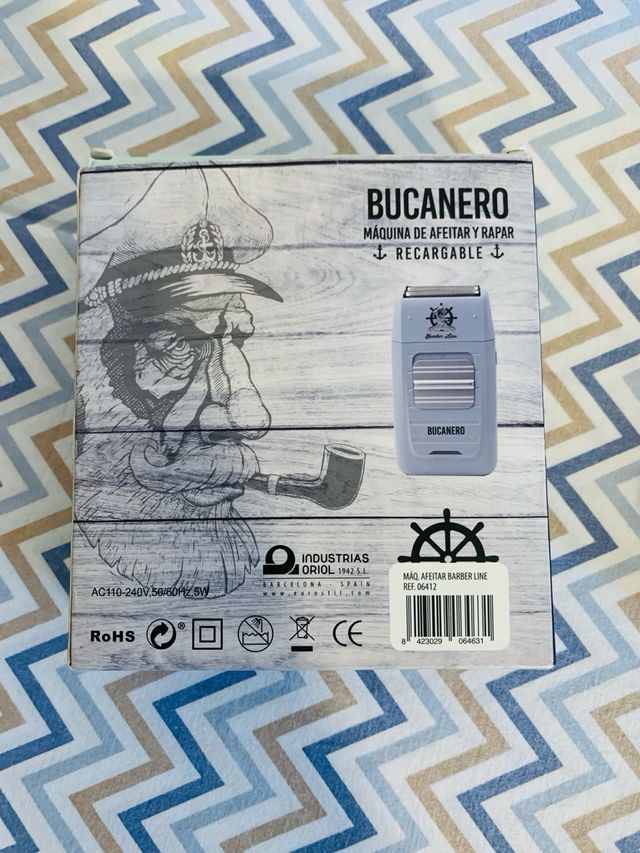 BUCANERO
MÁQUINA DE AFEITAR Y RAPAR
RECARGABLE
Barber Line
BUCANERO
INDUSTRIAS
ORIOL 1942 S.L.
BARCELONA - SPAIN
www.eurostil.com
AC110-240V,50/60Hz,5W
MÁQ. AFEITAR BARBER LINE
REF. 06412
8 423029 064631
RoHS
®
CE